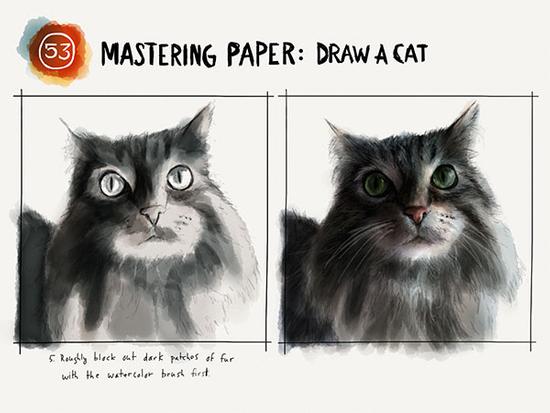 53
MASTERING PAPER: DRAW A CAT
5. Roughly block out dark patches of fur
with the watercolor brush first.